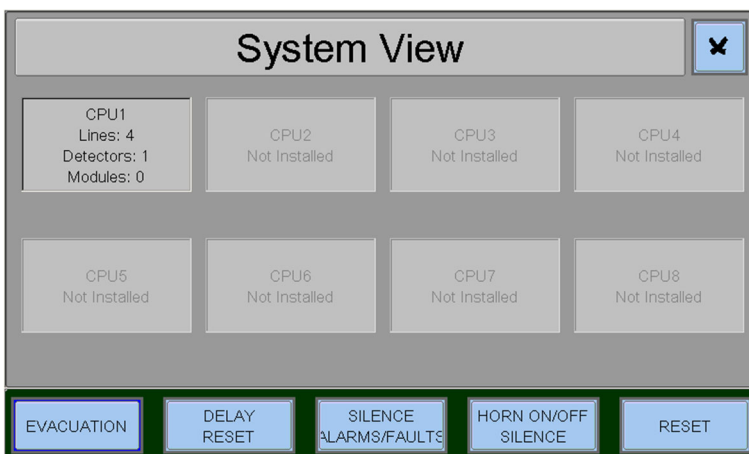 System View
CPU1
Lines: 4
Detectors: 1
Modules: 0
CPU2
Not Installed
CPU3
Not Installed
CPU4
Not Installed
CPU5
Not Installed
CPU6
Not Installed
CPU7
Not Installed
CPU8
Not Installed
EVACUATION
DELAY
RESET
SILENCE
ALARMS/FAULTS
HORN ON/OFF
SILENCE
RESET